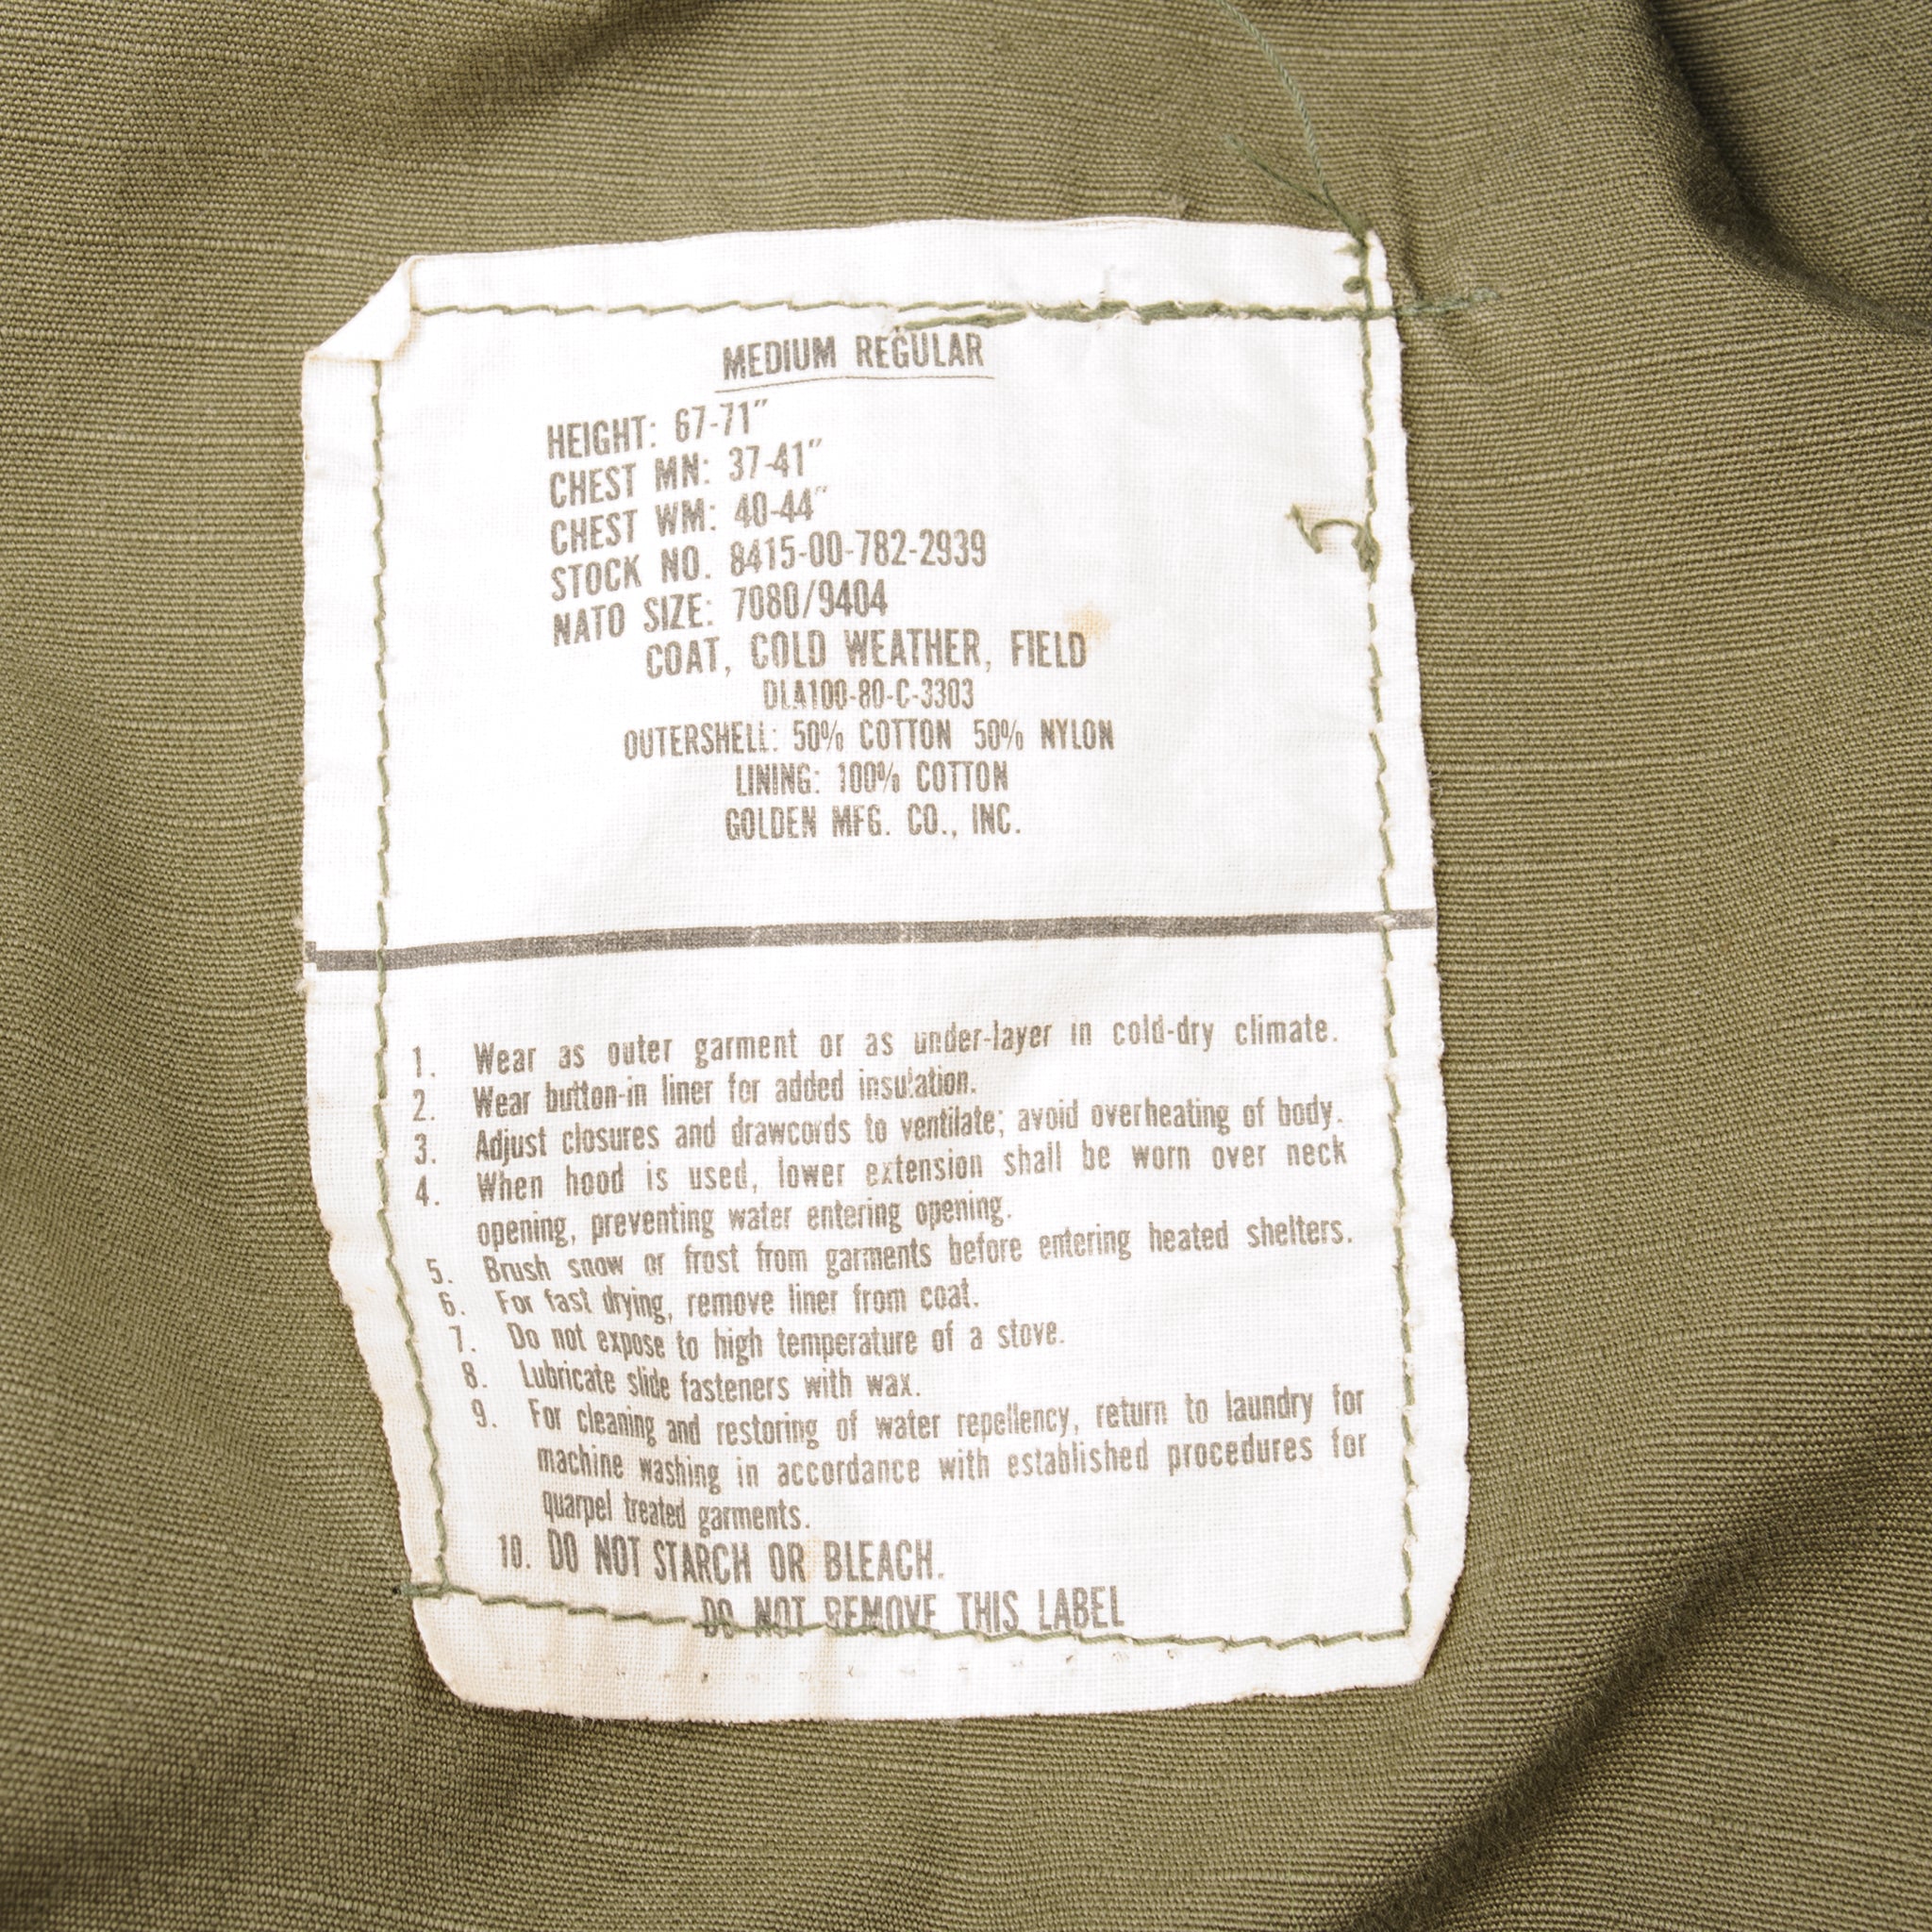 MEDIUM REGULAR
HEIGHT: 67-71"
CHEST MN: 37-41"
CHEST WM: 40-44"
STOCK NO. 8415-00-782-2939
NATO SIZE: 7080/9404
COAT, COLD WEATHER, FIELD
DLA100-80-C-3303
OUTERSHELL: 50% COTTON 50% NYLON
LINING: 100% COTTON
GOLDEN MFG. CO., INC.
1. Wear as outer garment or as under-layer in cold-dry climate.
2. Wear button-in liner for added insulation.
3. Adjust closures and drawcords to ventilate; avoid overheating of body.
4. When hood is used, lower extension shall be worn over neck
opening, preventing water entering opening.
5. Brush snow or frost from garments before entering heated shelters.
6. For fast drying, remove liner from coat.
7. Do not expose to high temperature of a stove.
8. Lubricate slide fasteners with wax.
9. For cleaning and restoring of water repellency, return to laundry for
machine washing in accordance with established procedures for
quarpel treated garments.
10. DO NOT STARCH OR BLEACH.
DO NOT REMOVE THIS LABEL